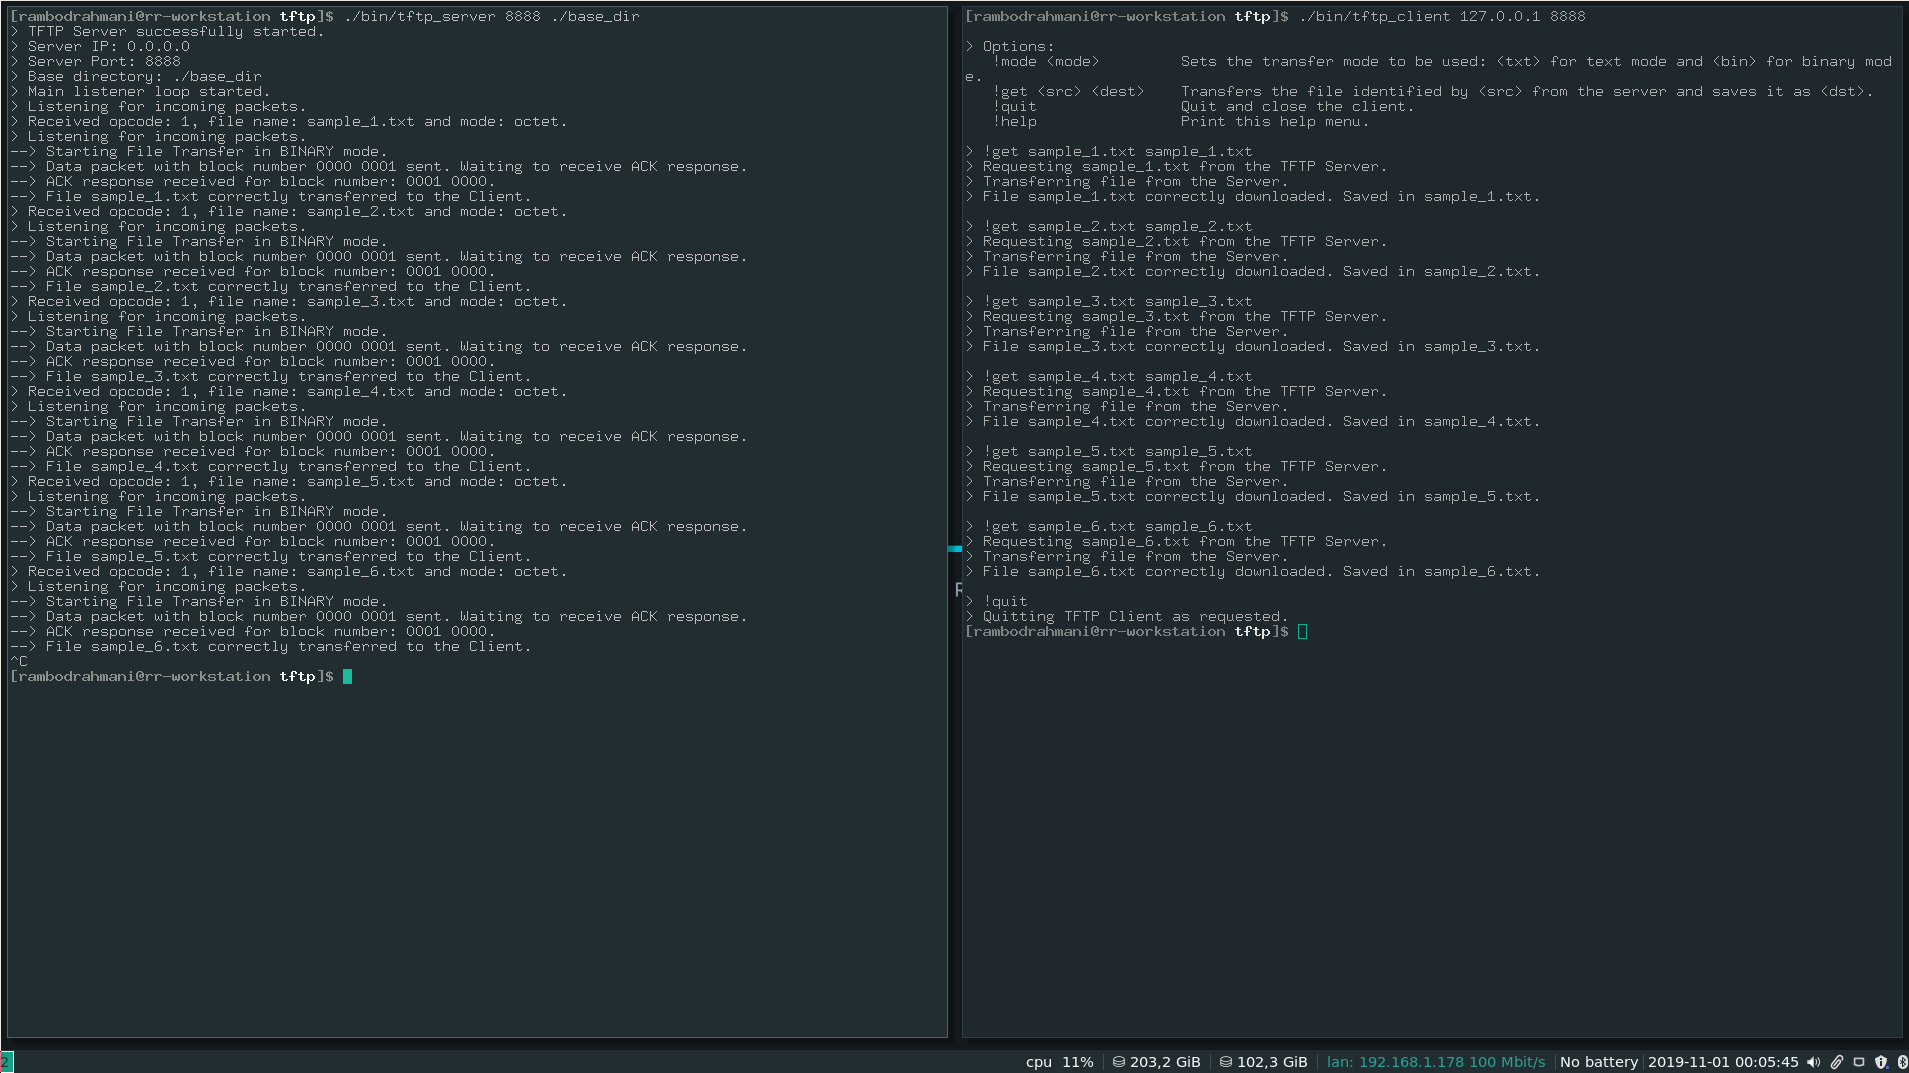 [rambodrahmani@rr-workstation tftp]$ ./bin/tftp_server 8888 ./base_dir
> TFTP Server successfully started.
> Server IP: 0.0.0.0
> Server Port: 8888
> Base directory: ./base_dir
> Main listener loop started.
> Listening for incoming packets.
> Received opcode: 1, file name: sample_1.txt and mode: octet.
> Listening for incoming packets.
--> Starting File Transfer in BINARY mode.
--> Data packet with block number 0000 0001 sent. Waiting to receive ACK response.
--> ACK response received for block number: 0001 0000.
--> File sample_1.txt correctly transferred to the Client.
> Received opcode: 1, file name: sample_2.txt and mode: octet.
> Listening for incoming packets.
--> Starting File Transfer in BINARY mode.
--> Data packet with block number 0000 0001 sent. Waiting to receive ACK response.
--> ACK response received for block number: 0001 0000.
--> File sample_2.txt correctly transferred to the Client.
> Received opcode: 1, file name: sample_3.txt and mode: octet.
> Listening for incoming packets.
--> Starting File Transfer in BINARY mode.
--> Data packet with block number 0000 0001 sent. Waiting to receive ACK response.
--> ACK response received for block number: 0001 0000.
--> File sample_3.txt correctly transferred to the Client.
> Received opcode: 1, file name: sample_4.txt and mode: octet.
> Listening for incoming packets.
--> Starting File Transfer in BINARY mode.
--> Data packet with block number 0000 0001 sent. Waiting to receive ACK response.
--> ACK response received for block number: 0001 0000.
--> File sample_4.txt correctly transferred to the Client.
> Received opcode: 1, file name: sample_5.txt and mode: octet.
> Listening for incoming packets.
--> Starting File Transfer in BINARY mode.
--> Data packet with block number 0000 0001 sent. Waiting to receive ACK response.
--> ACK response received for block number: 0001 0000.
--> File sample_5.txt correctly transferred to the Client.
> Received opcode: 1, file name: sample_6.txt and mode: octet.
> Listening for incoming packets.
--> Starting File Transfer in BINARY mode.
--> Data packet with block number 0000 0001 sent. Waiting to receive ACK response.
--> ACK response received for block number: 0001 0000.
--> File sample_6.txt correctly transferred to the Client.
^C
[rambodrahmani@rr-workstation tftp]$
[rambodrahmani@rr-workstation tftp]$ ./bin/tftp_client 127.0.0.1 8888
> Options:
!mode <mode> Sets the transfer mode to be used: <txt> for text mode and <bin> for binary mod
e.
!get <src> <dest> Transfers the file identified by <src> from the server and saves it as <dst>.
!quit Quit and close the client.
!help Print this help menu.
> !get sample_1.txt sample_1.txt
> Requesting sample_1.txt from the TFTP Server.
> Transferring file from the Server.
> File sample_1.txt correctly downloaded. Saved in sample_1.txt.
> !get sample_2.txt sample_2.txt
> Requesting sample_2.txt from the TFTP Server.
> Transferring file from the Server.
> File sample_2.txt correctly downloaded. Saved in sample_2.txt.
> !get sample_3.txt sample_3.txt
> Requesting sample_3.txt from the TFTP Server.
> Transferring file from the Server.
> File sample_3.txt correctly downloaded. Saved in sample_3.txt.
> !get sample_4.txt sample_4.txt
> Requesting sample_4.txt from the TFTP Server.
> Transferring file from the Server.
> File sample_4.txt correctly downloaded. Saved in sample_4.txt.
> !get sample_5.txt sample_5.txt
> Requesting sample_5.txt from the TFTP Server.
> Transferring file from the Server.
> File sample_5.txt correctly downloaded. Saved in sample_5.txt.
> !get sample_6.txt sample_6.txt
> Requesting sample_6.txt from the TFTP Server.
> Transferring file from the Server.
> File sample_6.txt correctly downloaded. Saved in sample_6.txt.
> !quit
> Quitting TFTP Client as requested.
[rambodrahmani@rr-workstation tftp]$
2 cpu 11% 203,2 GiB 102,3 GiB lan: 192.168.1.178 100 Mbit/s No battery 2019-11-01 00:05:45